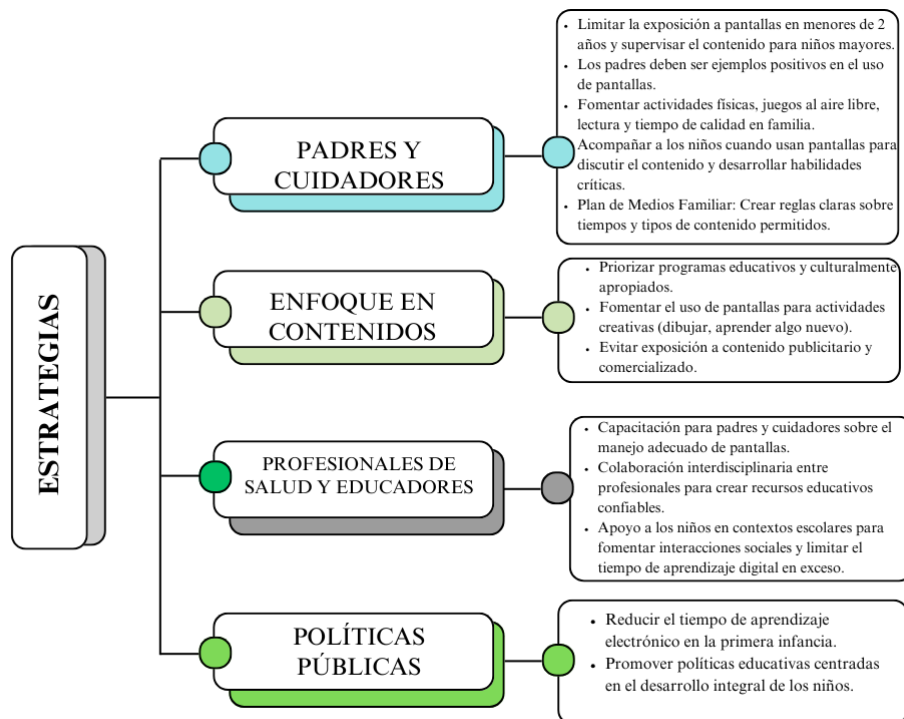 ESTRATEGIAS
PADRES Y
CUIDADORES
• Limitar la exposición a pantallas en menores de 2
años y supervisar el contenido para niños mayores.
• Los padres deben ser ejemplos positivos en el uso
de pantallas.
• Fomentar actividades físicas, juegos al aire libre,
lectura y tiempo de calidad en familia.
• Acompañar a los niños cuando usan pantallas para
discutir el contenido y desarrollar habilidades
críticas.
• Plan de Medios Familiar: Crear reglas claras sobre
tiempos y tipos de contenido permitidos.
ENFOQUE EN
CONTENIDOS
• Priorizar programas educativos y culturalmente
apropiados.
• Fomentar el uso de pantallas para actividades
creativas (dibujar, aprender algo nuevo).
• Evitar exposición a contenido publicitario y
comercializado.
PROFESIONALES DE
SALUD Y EDUCADORES
• Capacitación para padres y cuidadores sobre el
manejo adecuado de pantallas.
• Colaboración interdisciplinaria entre
profesionales para crear recursos educativos
confiables.
• Apoyo a los niños en contextos escolares para
fomentar interacciones sociales y limitar el
tiempo de aprendizaje digital en exceso.
POLÍTICAS
PÚBLICAS
• Reducir el tiempo de aprendizaje
electrónico en la primera infancia.
• Promover políticas educativas centradas
en el desarrollo integral de los niños.